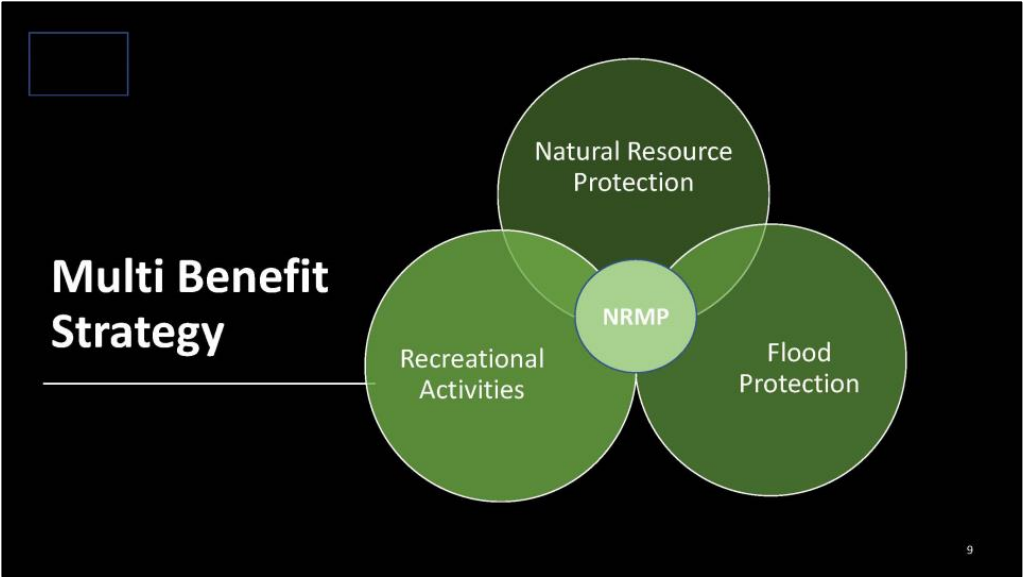 Multi Benefit
Strategy
Natural Resource
Protection
NRMP
Recreational
Activities
Flood
Protection
9